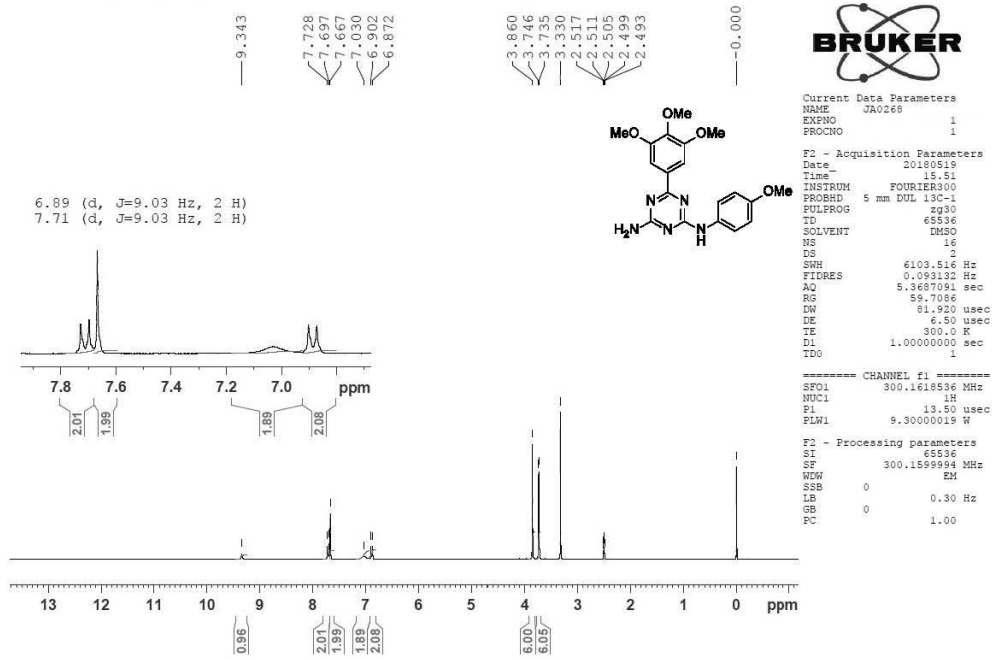 9.343
7.728
7.697
7.667
7.030
6.902
6.872
3.860
3.746
3.735
3.330
2.517
2.511
2.505
2.499
2.493
-0.000
BRUKER
Current Data Parameters
NAME JA0268
EXPNO 1
PROCNO 1
F2 - Acquisition Parameters
Date_ 20180519
Time 15.51
INSTRUM FOURIER300
PROBHD 5 mm DUL 13C-1
PULPROG zg30
TD 65536
SOLVENT DMSO
NS 16
DS 2
SWH 6103.516 Hz
FIDRES 0.093132 Hz
AQ 5.3687091 sec
RG 59.7086
DW 81.920 usec
DE 6.50 usec
TE 300.0 K
D1 1.00000000 sec
TD0 1
======== CHANNEL f1 ========
SFO1 300.1618536 MHz
NUC1 1H
P1 13.50 usec
PLW1 9.30000019 W
F2 - Processing parameters
SI 65536
SF 300.1599994 MHz
WDW EM
SSB 0
LB 0.30 Hz
GB 0
PC 1.00
OMe
MeO OMe
N N OMe
H2N N N
H
6.89 (d, J=9.03 Hz, 2 H)
7.71 (d, J=9.03 Hz, 2 H)
7.8 7.6 7.4 7.2 7.0 ppm
2.01 1.99 1.89 2.08
13 12 11 10 9 8 7 6 5 4 3 2 1 0 ppm
0.96 2.01 1.99 1.89 2.08 6.00 6.05